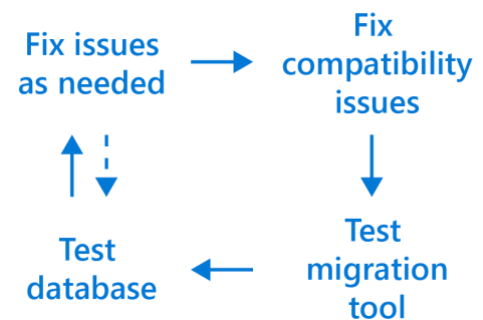 Fix issues
as needed
Fix
compatibility
issues
Test
database
Test
migration
tool